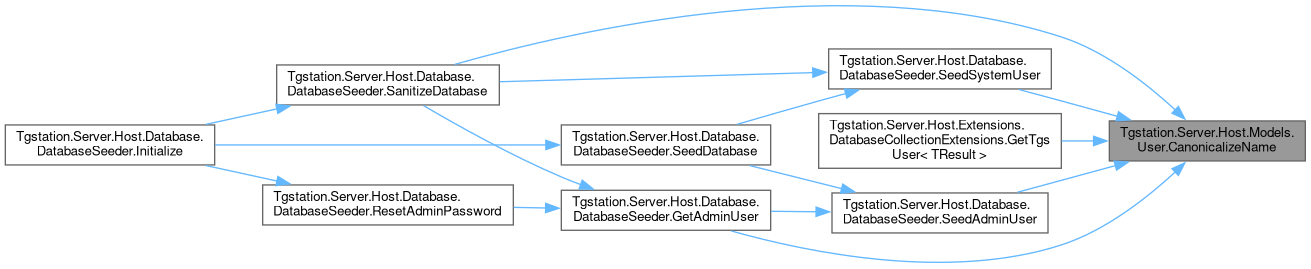 Tgstation.Server.Host.Database.
DatabaseSeeder.Initialize
Tgstation.Server.Host.Database.
DatabaseSeeder.SanitizeDatabase
Tgstation.Server.Host.Database.
DatabaseSeeder.ResetAdminPassword
Tgstation.Server.Host.Database.
DatabaseSeeder.SeedDatabase
Tgstation.Server.Host.Database.
DatabaseSeeder.GetAdminUser
Tgstation.Server.Host.Database.
DatabaseSeeder.SeedSystemUser
Tgstation.Server.Host.Extensions.
DatabaseCollectionExtensions.GetTgs
User< TResult >
Tgstation.Server.Host.Database.
DatabaseSeeder.SeedAdminUser
Tgstation.Server.Host.Models.
User.CanonicalizeName